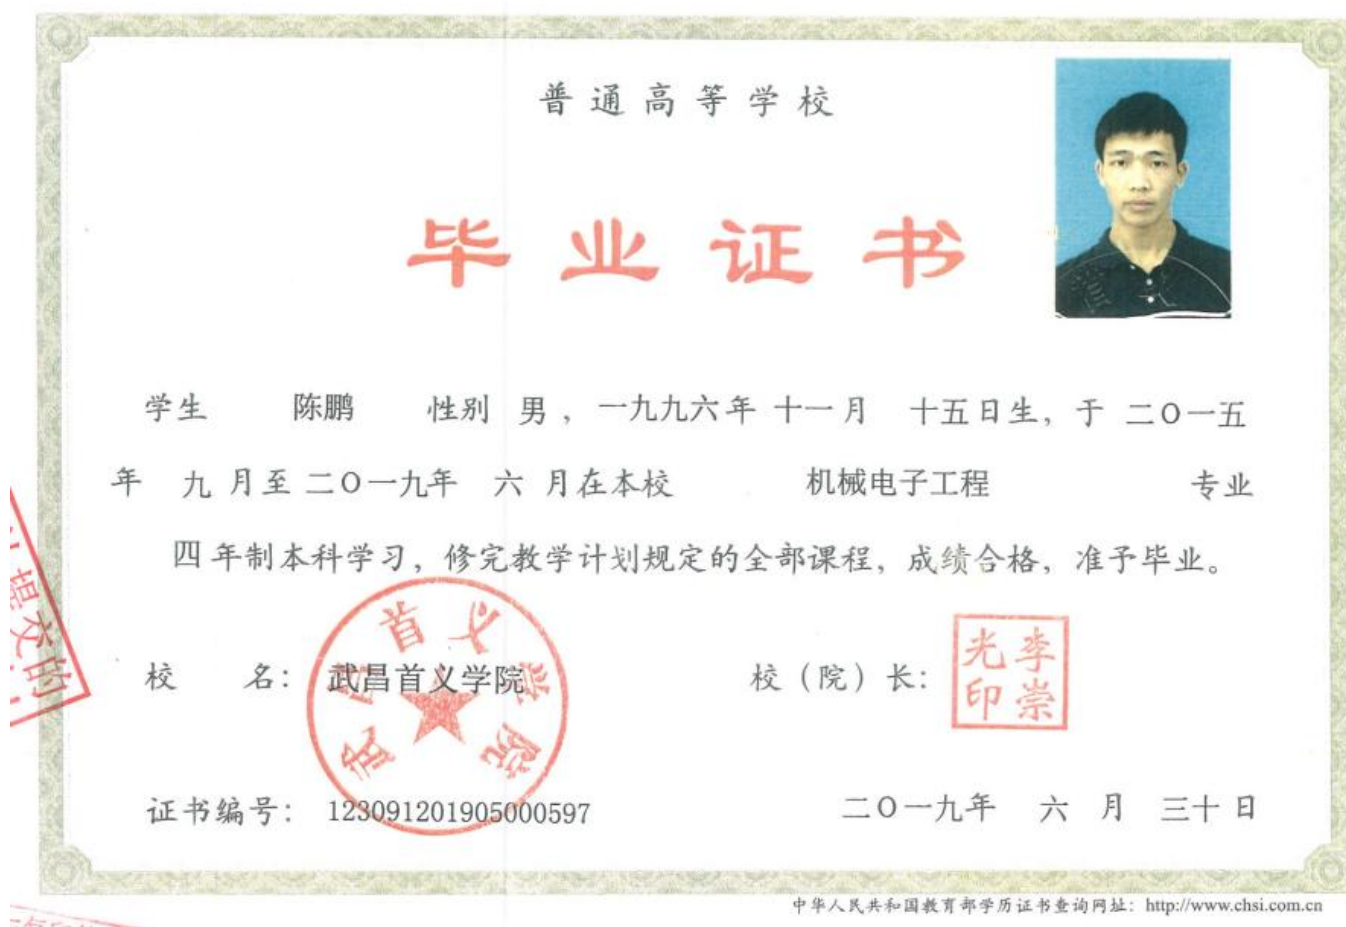 普通高等学校
毕业证书
学生 陈鹏 性别 男，一九九六年 十一月 十五日生，于 二〇一五
年 九 月至 二〇一九年 六 月在本校 机械电子工程 专业
四 年制本科学习，修完教学计划规定的全部课程，成绩合格，准予毕业。
武昌首义学院
校 名： 武昌首义学院
校（院）长：
李崇光印
证书编号： 123091201905000597
二〇一九年 六 月 三十 日
中华人民共和国教育部学历证书查询网址：http://www.chsi.com.cn
提交的